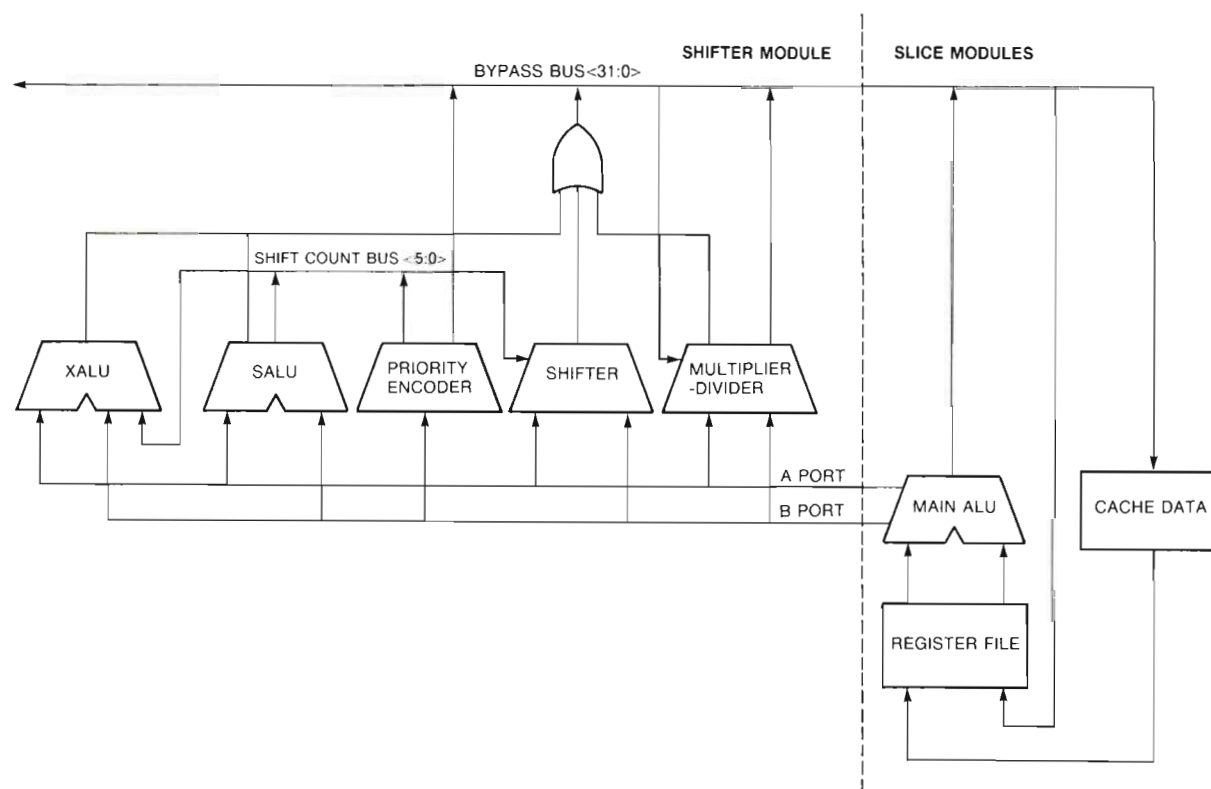 SHIFTER MODULE
SLICE MODULES
BYPASS BUS<31:0>
SHIFT COUNT BUS <5:0>
XALU
SALU
PRIORITY
ENCODER
SHIFTER
MULTIPLIER
-DIVIDER
A PORT
B PORT
MAIN ALU
CACHE DATA
REGISTER FILE